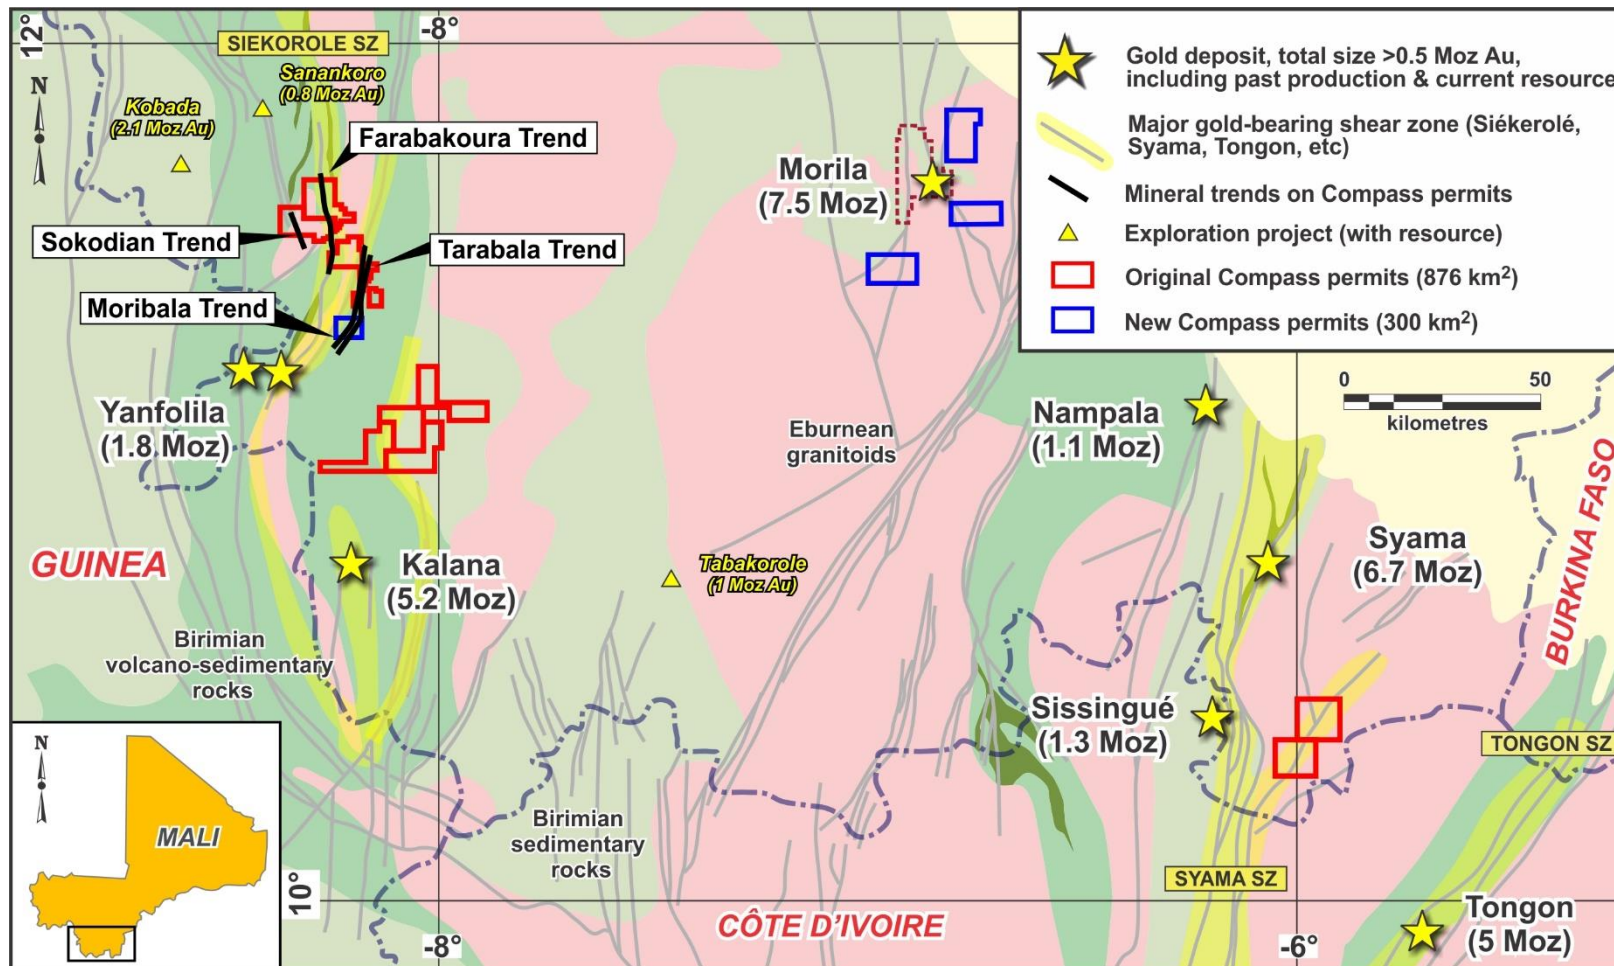 12°
-8°
SIEKOROLE SZ
N
Sanankoro
(0.8 Moz Au)
Kobada
(2.1 Moz Au)
Farabakoura Trend
Sokodian Trend
Tarabala Trend
Moribala Trend
Morila
(7.5 Moz)
Gold deposit, total size >0.5 Moz Au,
including past production & current resource
Major gold-bearing shear zone (Siékerolé,
Syama, Tongon, etc)
Mineral trends on Compass permits
Exploration project (with resource)
Original Compass permits (876 km²)
New Compass permits (300 km²)
0 50
kilometres
Yanfolila
(1.8 Moz)
Eburnean
granitoids
Nampala
(1.1 Moz)
BURKINA FASO
GUINEA
Kalana
(5.2 Moz)
Tabakorole
(1 Moz Au)
Syama
(6.7 Moz)
Birimian
volcano-sedimentary
rocks
Sissingué
(1.3 Moz)
TONGON SZ
N
MALI
Birimian
sedimentary
rocks
10°
SYAMA SZ
CÔTE D'IVOIRE
-8°
-6°
Tongon
(5 Moz)